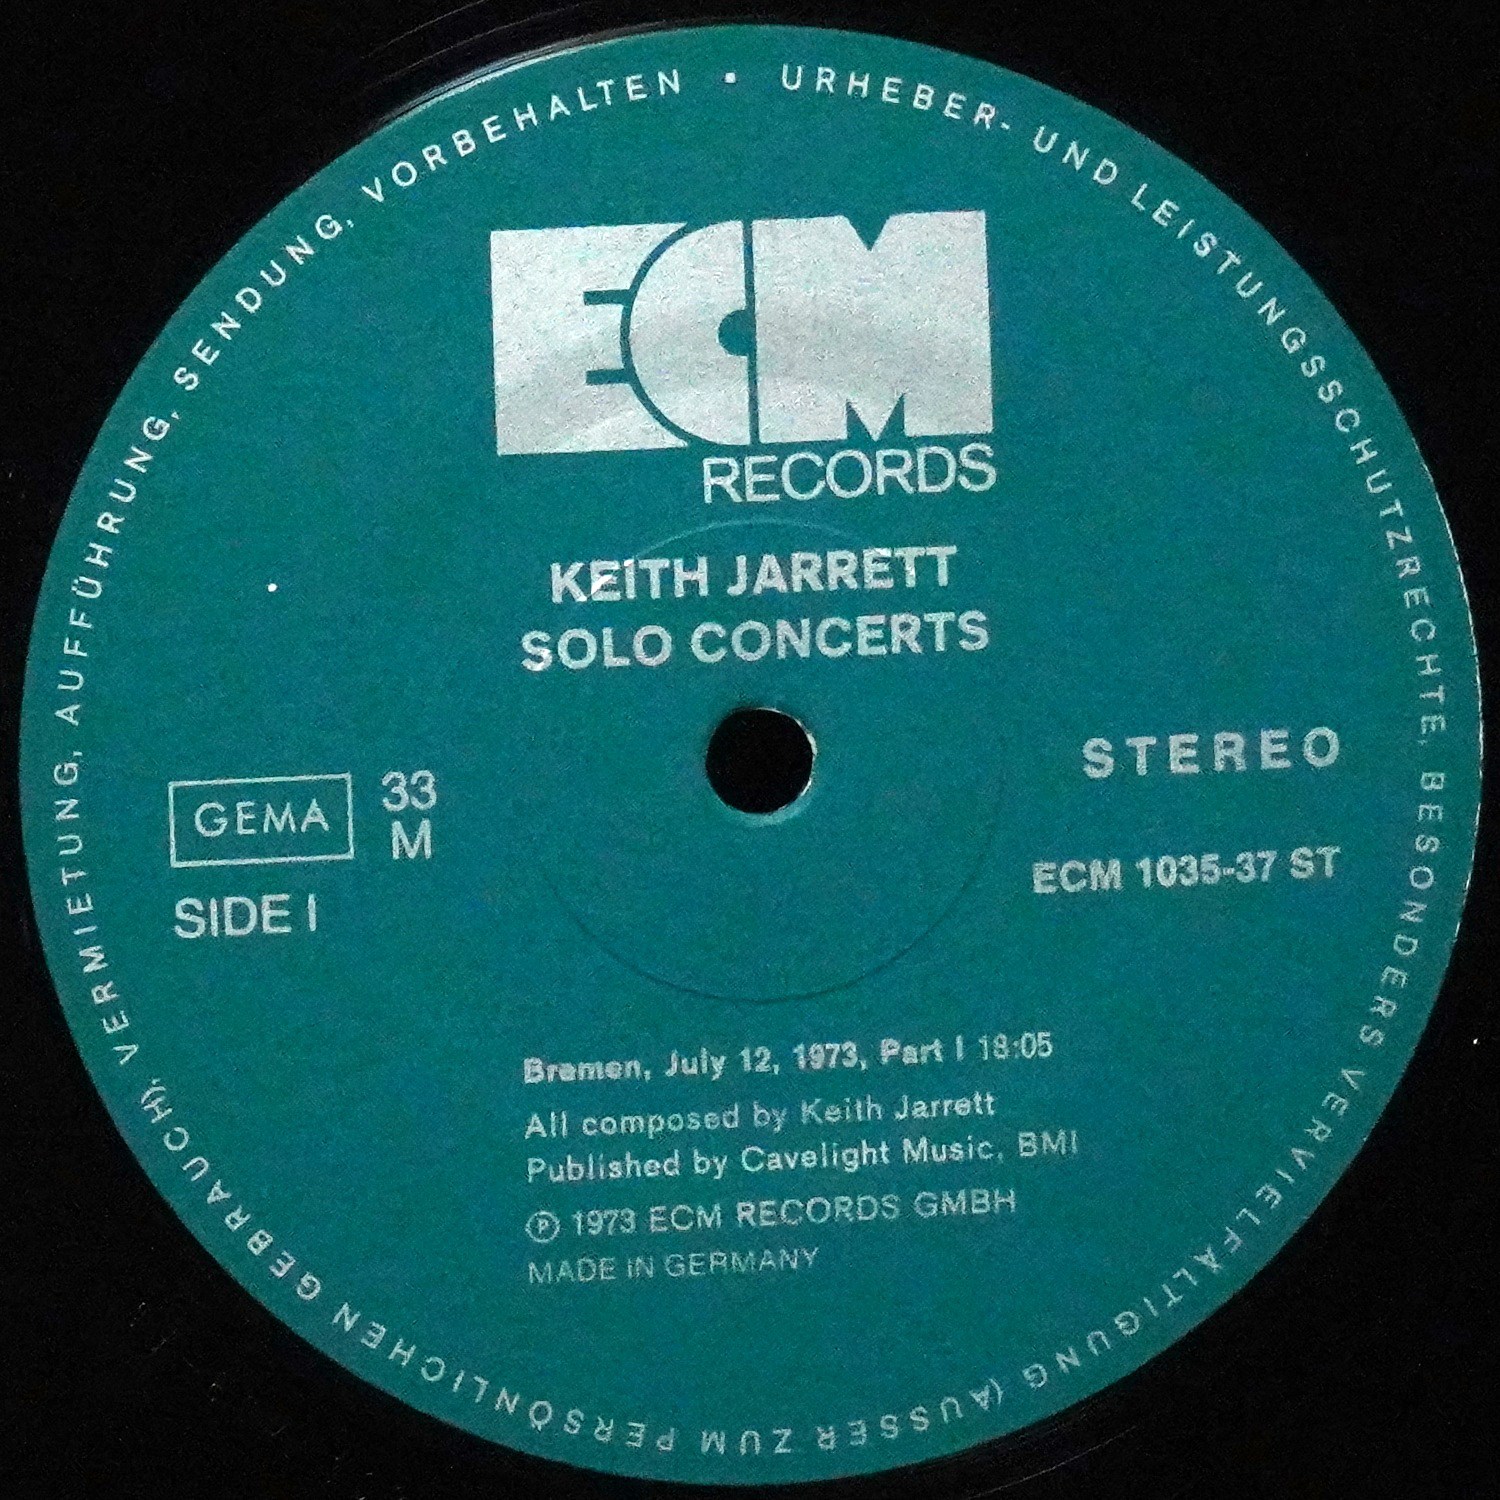 URHEBER- UND LEISTUNGSSCHUTZRECHTE, BESONDERS VERVIELFÄLTIGUNG (AUSSER ZUM PERSÖNLICHEN GEBRAUCH), VERMIETUNG, AUFFÜHRUNG, SENDUNG, VORBEHALTEN •
ECM
RECORDS
KEITH JARRETT
SOLO CONCERTS
STEREO
GEMA
33
M
ECM 1035-37 ST
SIDE I
Bremen, July 12, 1973, Part I 18:05
All composed by Keith Jarrett
Published by Cavelight Music, BMI
℗ 1973 ECM RECORDS GMBH
MADE IN GERMANY